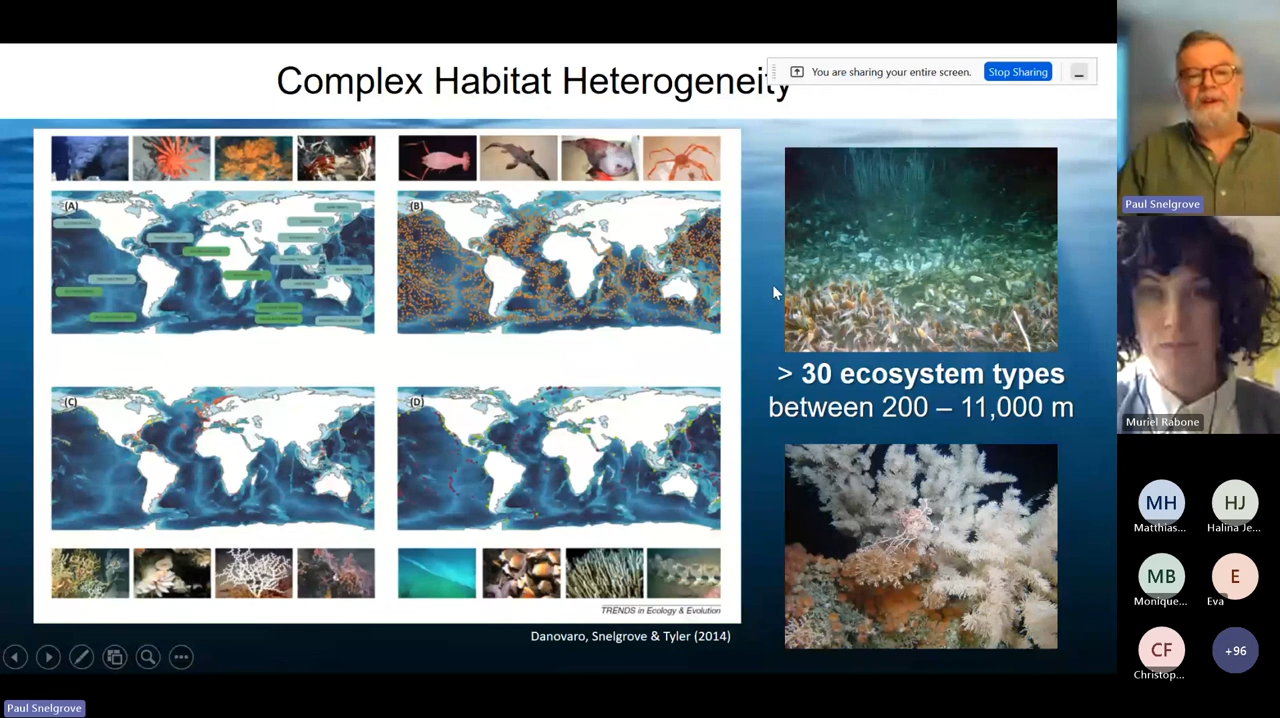 Complex Habitat Heterogeneity
You are sharing your entire screen.
Stop Sharing
(A)
(B)
(C)
(D)
TRENDS in Ecology & Evolution
Danovaro, Snelgrove & Tyler (2014)
> 30 ecosystem types
between 200 – 11,000 m
Paul Snelgrove
Muriel Rabone
MH
Matthias...
HJ
Halina Je...
MB
Monique...
E
Eva
CF
Christop...
+96
Paul Snelgrove